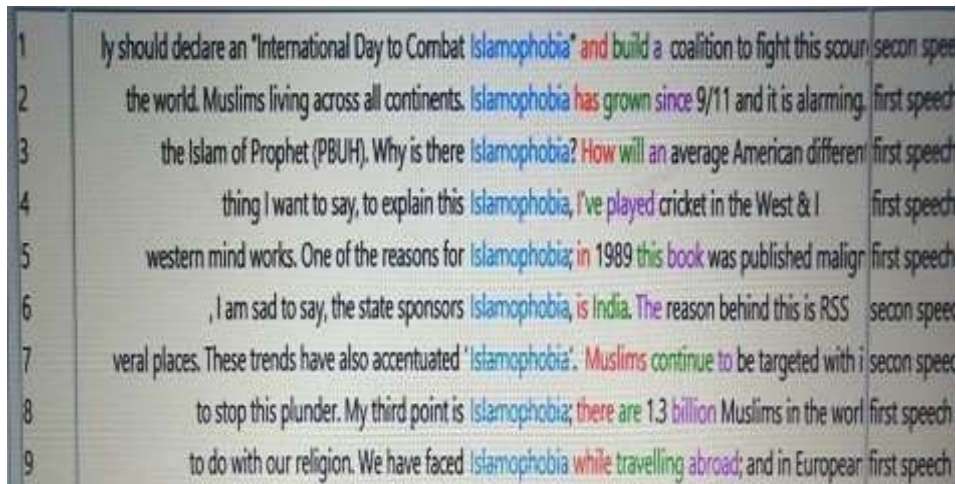 1 ly should declare an "International Day to Combat Islamophobia" and build a coalition to fight this scour secon spee
2 the world. Muslims living across all continents. Islamophobia has grown since 9/11 and it is alarming. first speech
3 the Islam of Prophet (PBUH). Why is there Islamophobia? How will an average American differen first speech
4 thing I want to say, to explain this Islamophobia, I've played cricket in the West & I first speech
5 western mind works. One of the reasons for Islamophobia; in 1989 this book was published malign first speech
6 , I am sad to say, the state sponsors Islamophobia, is India. The reason behind this is RSS secon speec
7 veral places. These trends have also accentuated 'Islamophobia'. Muslims continue to be targeted with i secon speec
8 to stop this plunder. My third point is Islamophobia; there are 1.3 billion Muslims in the worl first speech
9 to do with our religion. We have faced Islamophobia while travelling abroad; and in European first speech